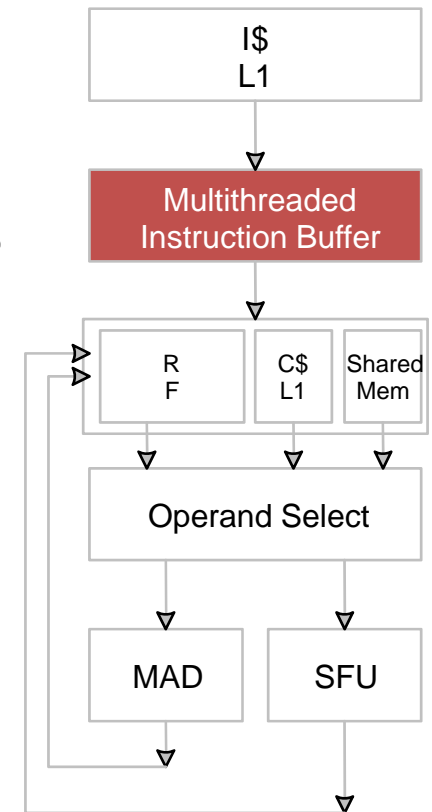 I$
L1
Multithreaded
Instruction Buffer
R
F
C$
L1
Shared
Mem
Operand Select
MAD
SFU